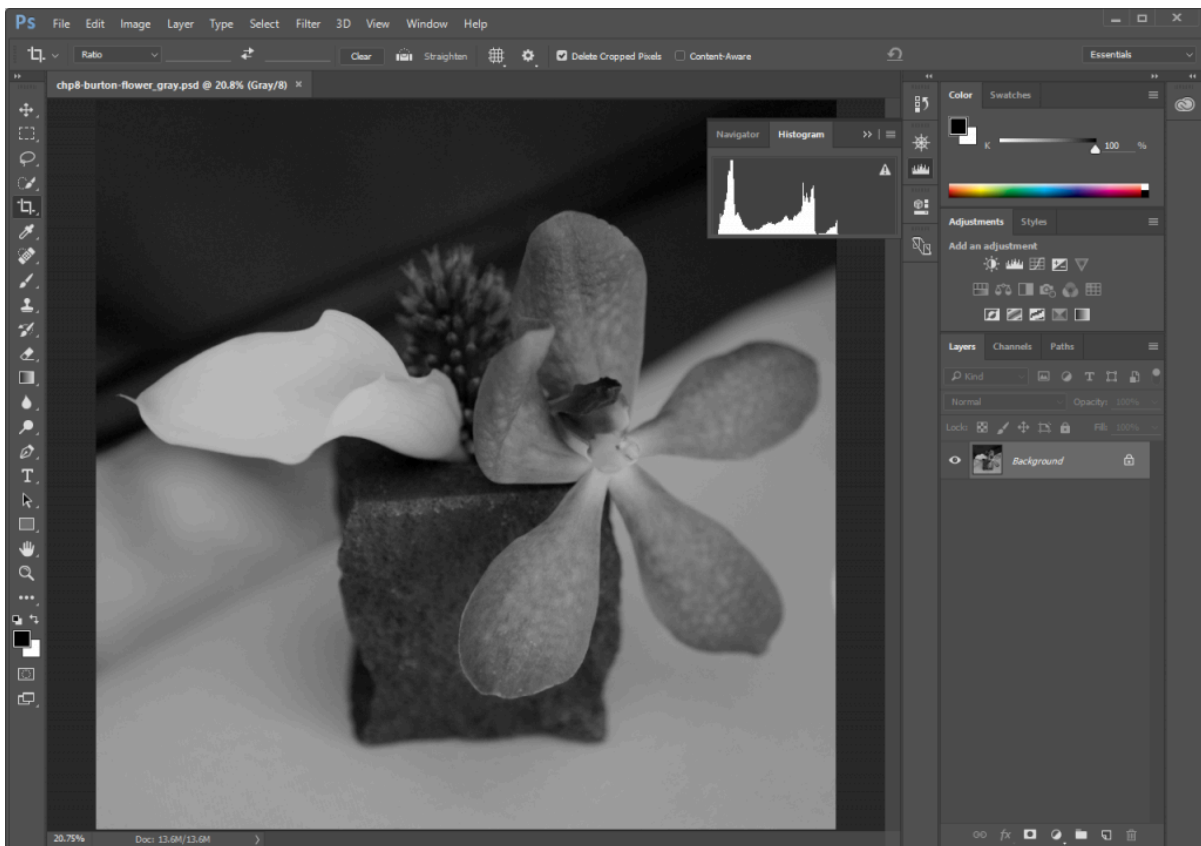 Ps File Edit Image Layer Type Select Filter 3D View Window Help
Ratio Clear Straighten Delete Cropped Pixels Content-Aware Essentials
chp8-burton-flower_gray.psd @ 20.8% (Gray/8) ×
Navigator Histogram
Color Swatches
K 100 %
Adjustments Styles
Add an adjustment
Layers Channels Paths
Kind
Normal Opacity: 100%
Lock: Fill: 100%
Background
20.75% Doc: 13.6M/13.6M
fx